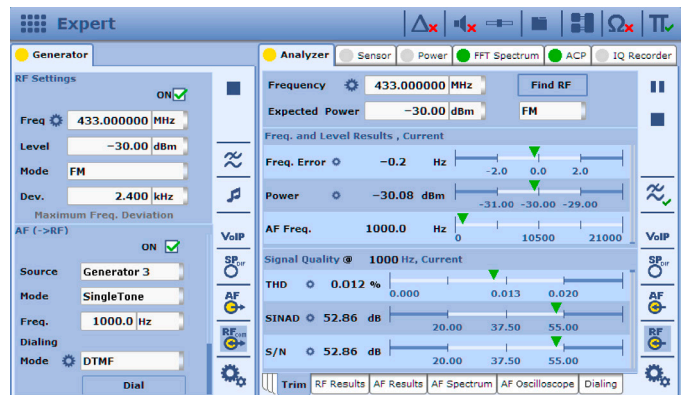 Expert
Generator
RF Settings
ON
Freq 433.000000 MHz
Level −30.00 dBm
Mode FM
Dev. 2.400 kHz
Maximum Freq. Deviation
AF (->RF)
ON
Source Generator 3
Mode SingleTone
Freq. 1000.0 Hz
Dialing
Mode DTMF
Dial
VoIP
SP DIF
AF
RF con
Analyzer Sensor Power FFT Spectrum ACP IQ Recorder
Frequency 433.000000 MHz Find RF
Expected Power −30.00 dBm FM
Freq. and Level Results , Current
Freq. Error −0.2 Hz
-2.0 0.0 2.0
Power −30.08 dBm
-31.00 -30.00 -29.00
AF Freq. 1000.0 Hz
0 10500 21000
Signal Quality @ 1000 Hz, Current
THD 0.012 %
0.000 0.013 0.020
SINAD 52.86 dB
20.00 37.50 55.00
S/N 52.86 dB
20.00 37.50 55.00
Trim RF Results AF Results AF Spectrum AF Oscilloscope Dialing
VoIP
SP DIF
AF
RF